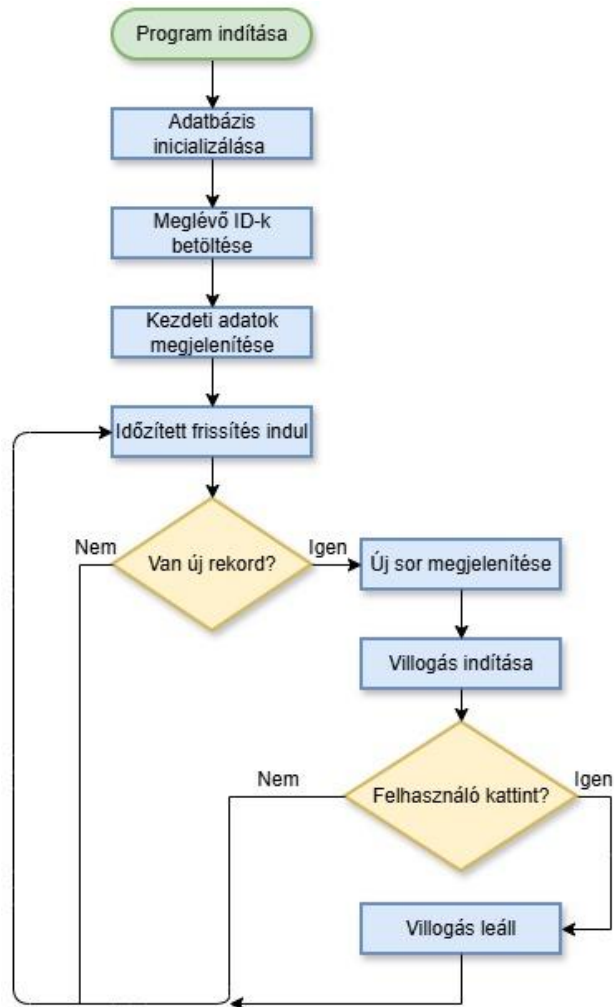 Program indítása
Adatbázis
inicializálása
Meglévő ID-k
betöltése
Kezdeti adatok
megjelenítése
Időzített frissítés indul
Nem
Van új rekord?
Igen
Új sor megjelenítése
Villogás indítása
Nem
Felhasználó kattint?
Igen
Villogás leáll